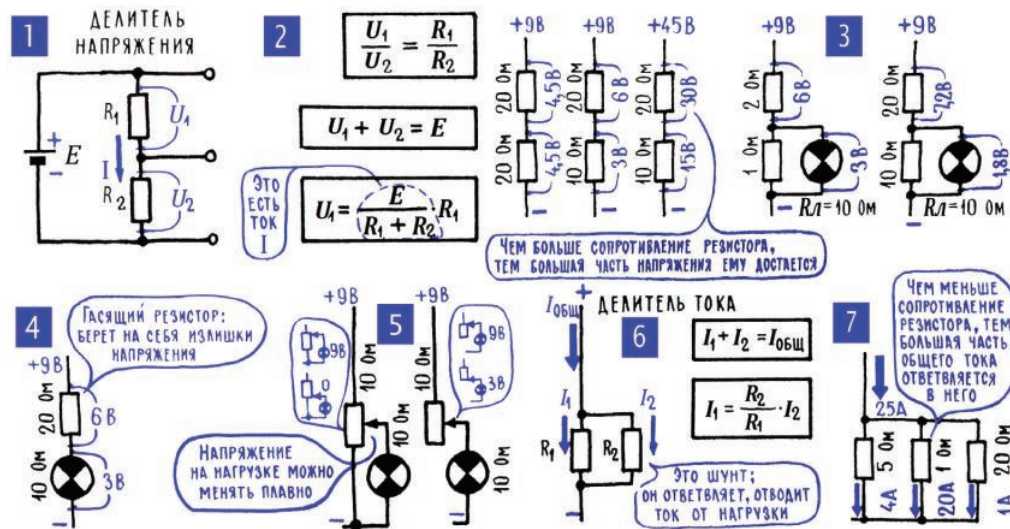 1
ДЕЛИТЕЛЬ
НАПРЯЖЕНИЯ
+
E
-
R1
I
R2
U1
U2
2
U1/U2 = R1/R2
U1 + U2 = E
U1 = E/(R1 + R2) R1
ЭТО
ЕСТЬ
ТОК
I
+9В
20 Ом
4,5В
20 Ом
4,5В
-
+9В
20 Ом
6В
10 Ом
3В
-
+45В
20 Ом
30В
10 Ом
15В
-
ЧЕМ БОЛЬШЕ СОПРОТИВЛЕНИЕ РЕЗИСТОРА,
ТЕМ БОЛЬШАЯ ЧАСТЬ НАПРЯЖЕНИЯ ЕМУ ДОСТАЕТСЯ
3
+9В
2 Ом
6В
1 Ом
3В
-
Rл=10 Ом
+9В
20 Ом
7,2В
10 Ом
1,8В
-
Rл=10 Ом
4
ГАСЯЩИЙ РЕЗИСТОР:
БЕРЕТ НА СЕБЯ ИЗЛИШКИ
НАПРЯЖЕНИЯ
+9В
20 Ом
6В
10 Ом
3В
-
5
+9В
9В
0
10 Ом
10 Ом
-
+9В
9В
3В
10 Ом
10 Ом
-
НАПРЯЖЕНИЕ
НА НАГРУЗКЕ МОЖНО
МЕНЯТЬ ПЛАВНО
6
ДЕЛИТЕЛЬ ТОКА
+
Iобщ
I1
I2
R1
R2
-
I1 + I2 = Iобщ
I1 = R2/R1 · I2
ЭТО ШУНТ;
ОН ОТВЕТВЛЯЕТ, ОТВОДИТ
ТОК ОТ НАГРУЗКИ
7
ЧЕМ МЕНЬШЕ
СОПРОТИВЛЕНИЕ
РЕЗИСТОРА, ТЕМ
БОЛЬШАЯ ЧАСТЬ
ОБЩЕГО ТОКА
ОТВЕТВЛЯЕТСЯ
В НЕГО
25А
5 Ом
1 Ом
20 Ом
4А
20А
1А